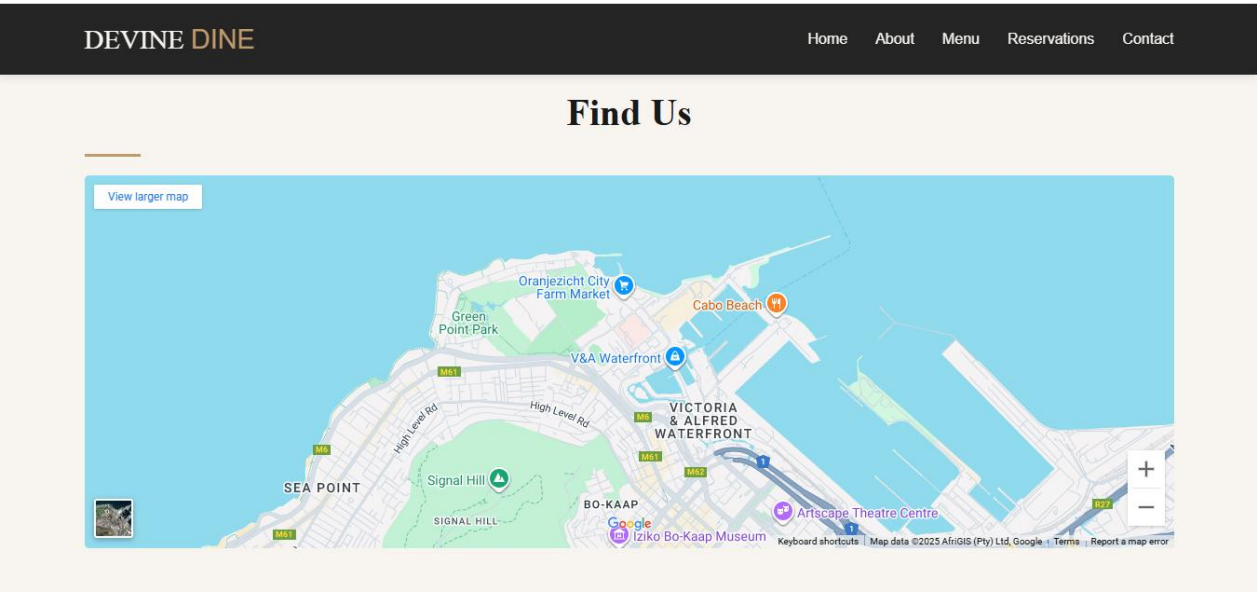 DEVINE DINE
Home About Menu Reservations Contact
Find Us
View larger map
Oranjezicht City
Farm Market
Cabo Beach
Green
Point Park
V&A Waterfront
M61
High Level Rd
High Level Rd
M6
VICTORIA
& ALFRED
WATERFRONT
M6
M61
M62
1
Signal Hill
SEA POINT
BO-KAAP
SIGNAL HILL
Artscape Theatre Centre
R27
Google
M61
Iziko Bo-Kaap Museum
1
Keyboard shortcuts
Map data ©2025 AfriGIS (Pty) Ltd, Google
Terms
Report a map error